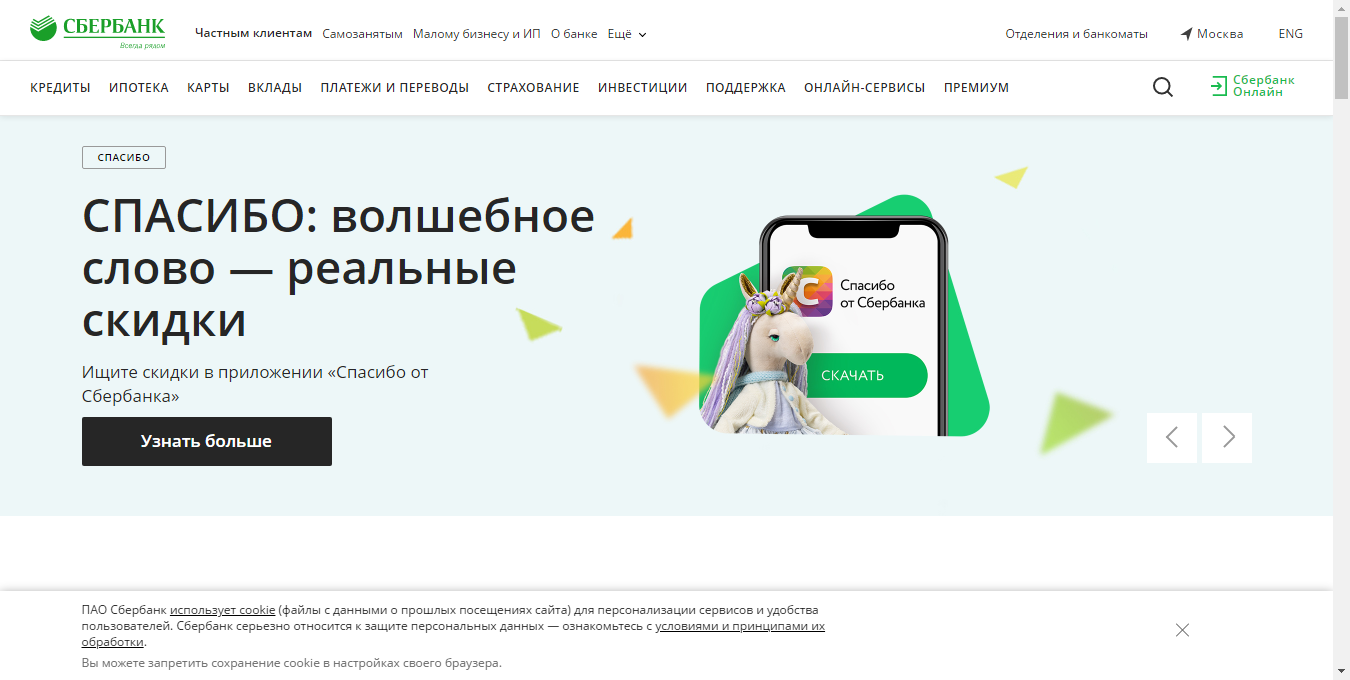 СБЕРБАНК
Всегда рядом
Частным клиентам Самозанятым Малому бизнесу и ИП О банке Ещё
Отделения и банкоматы Москва ENG
КРЕДИТЫ ИПОТЕКА КАРТЫ ВКЛАДЫ ПЛАТЕЖИ И ПЕРЕВОДЫ СТРАХОВАНИЕ ИНВЕСТИЦИИ ПОДДЕРЖКА ОНЛАЙН-СЕРВИСЫ ПРЕМИУМ
Сбербанк
Онлайн
СПАСИБО
СПАСИБО: волшебное
слово — реальные
скидки
Ищите скидки в приложении «Спасибо от
Сбербанка»
Узнать больше
С
Спасибо
от Сбербанка
СКАЧАТЬ
ПАО Сбербанк использует cookie (файлы с данными о прошлых посещениях сайта) для персонализации сервисов и удобства
пользователей. Сбербанк серьезно относится к защите персональных данных — ознакомьтесь с условиями и принципами их
обработки.
Вы можете запретить сохранение cookie в настройках своего браузера.